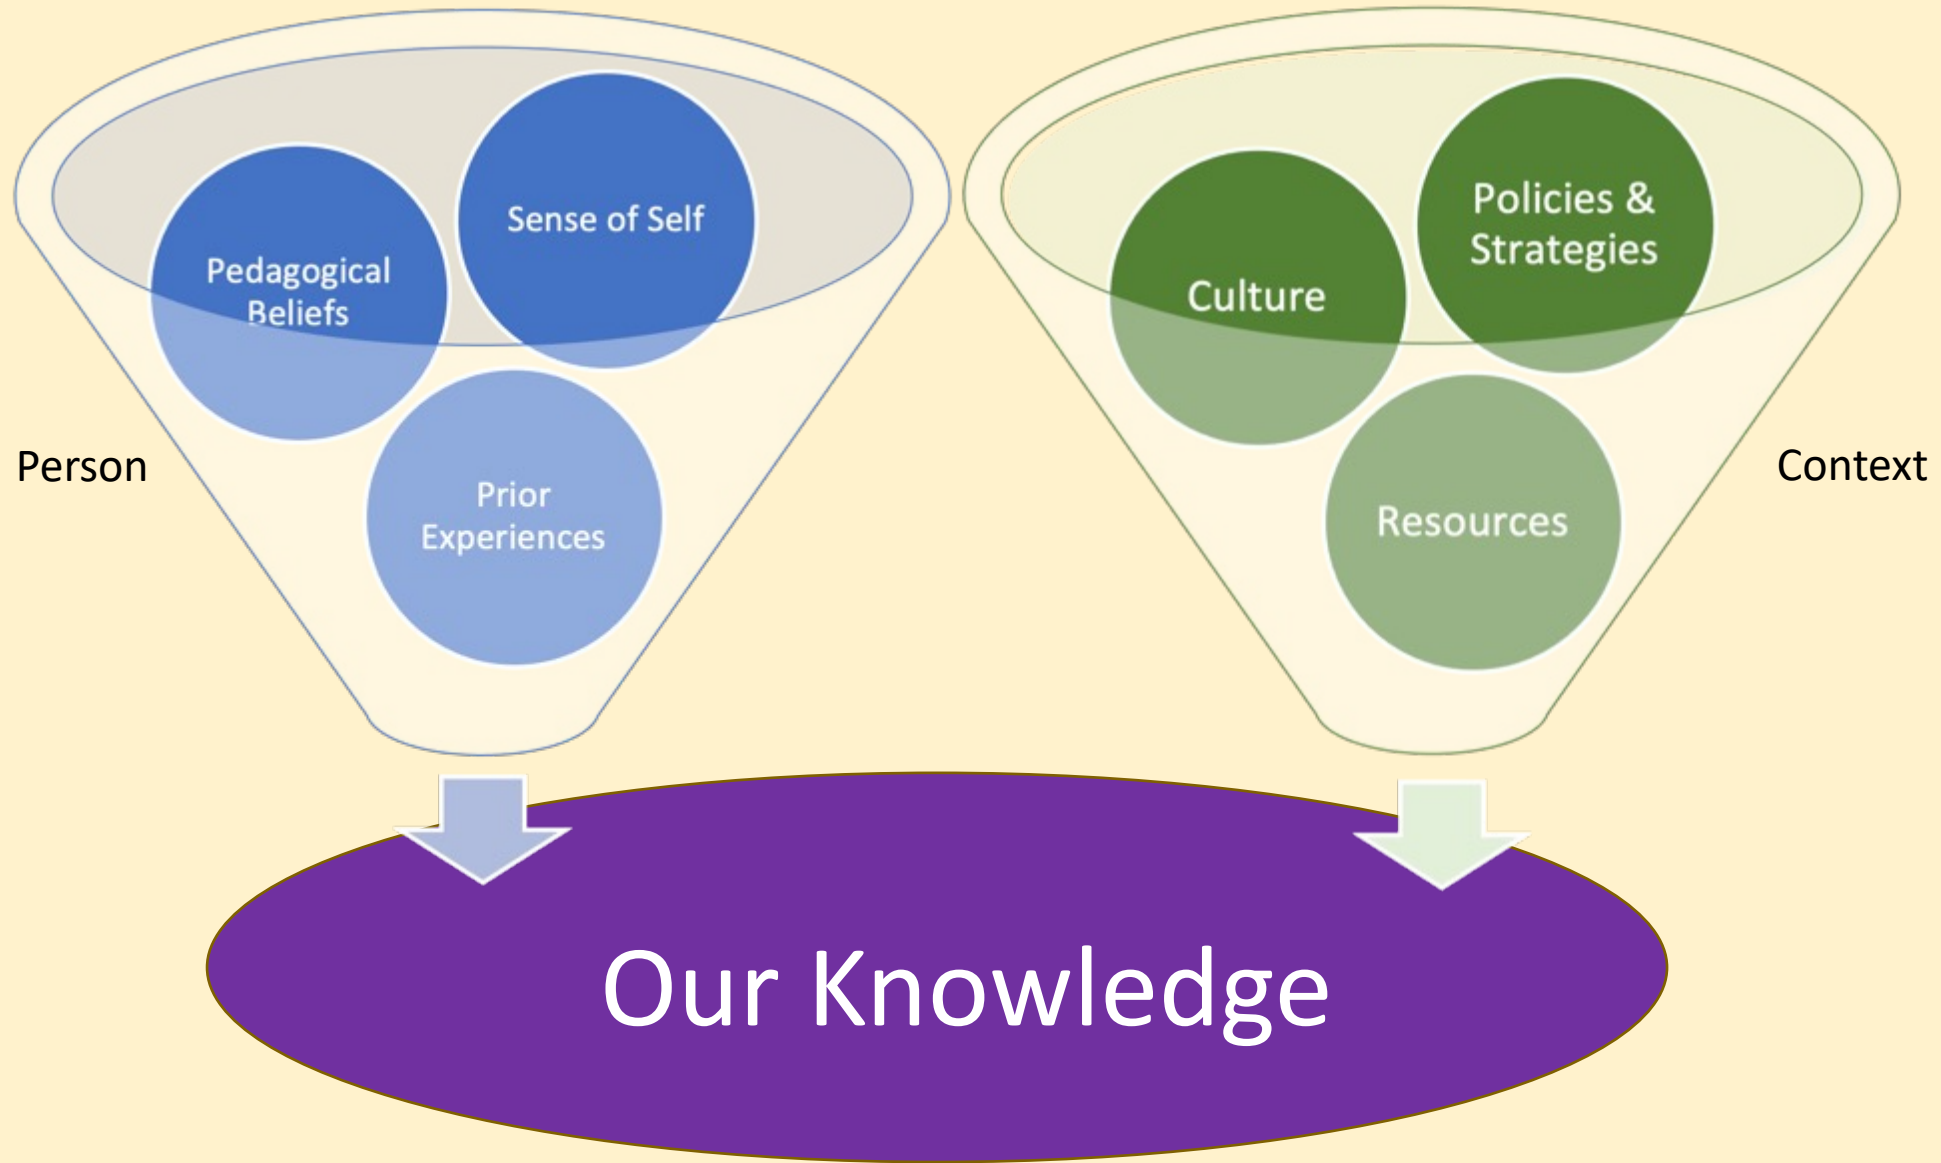 Sense of Self
Pedagogical
Beliefs
Prior
Experiences
Person
Policies &
Strategies
Culture
Resources
Context
Our Knowledge